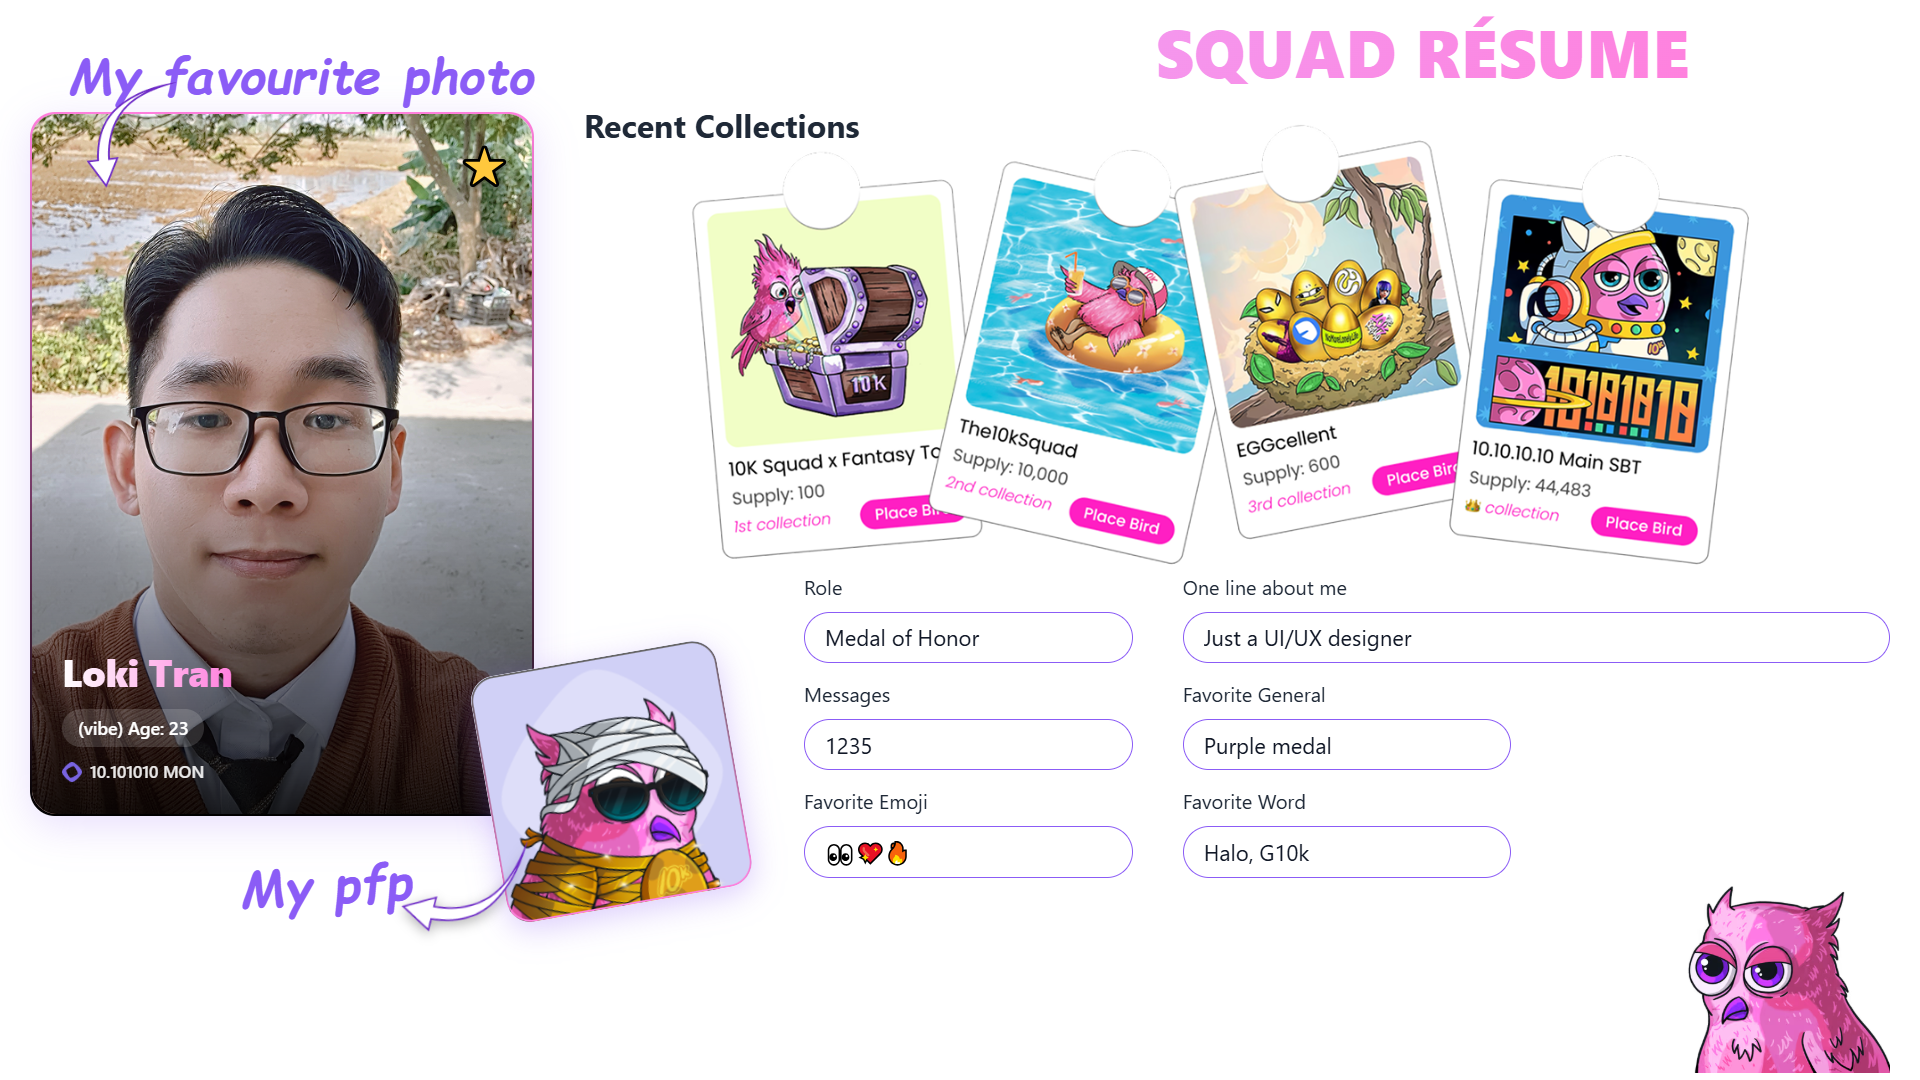 SQUAD RÉSUME
My favourite photo
Recent Collections
10K
10K Squad x Fantasy To
Supply: 100
1st collection
Place Bir
The10kSquad
Supply: 10,000
2nd collection
Place Bird
EGGcellent
Supply: 600
3rd collection
Place Bird
10K
10101010
10.10.10.10 Main SBT
Supply: 44,483
👑 collection
Place Bird
Loki Tran
(vibe) Age: 23
10.101010 MON
My pfp
10K
Role
Medal of Honor
One line about me
Just a UI/UX designer
Messages
1235
Favorite General
Purple medal
Favorite Emoji
👀💖🔥
Favorite Word
Halo, G10k